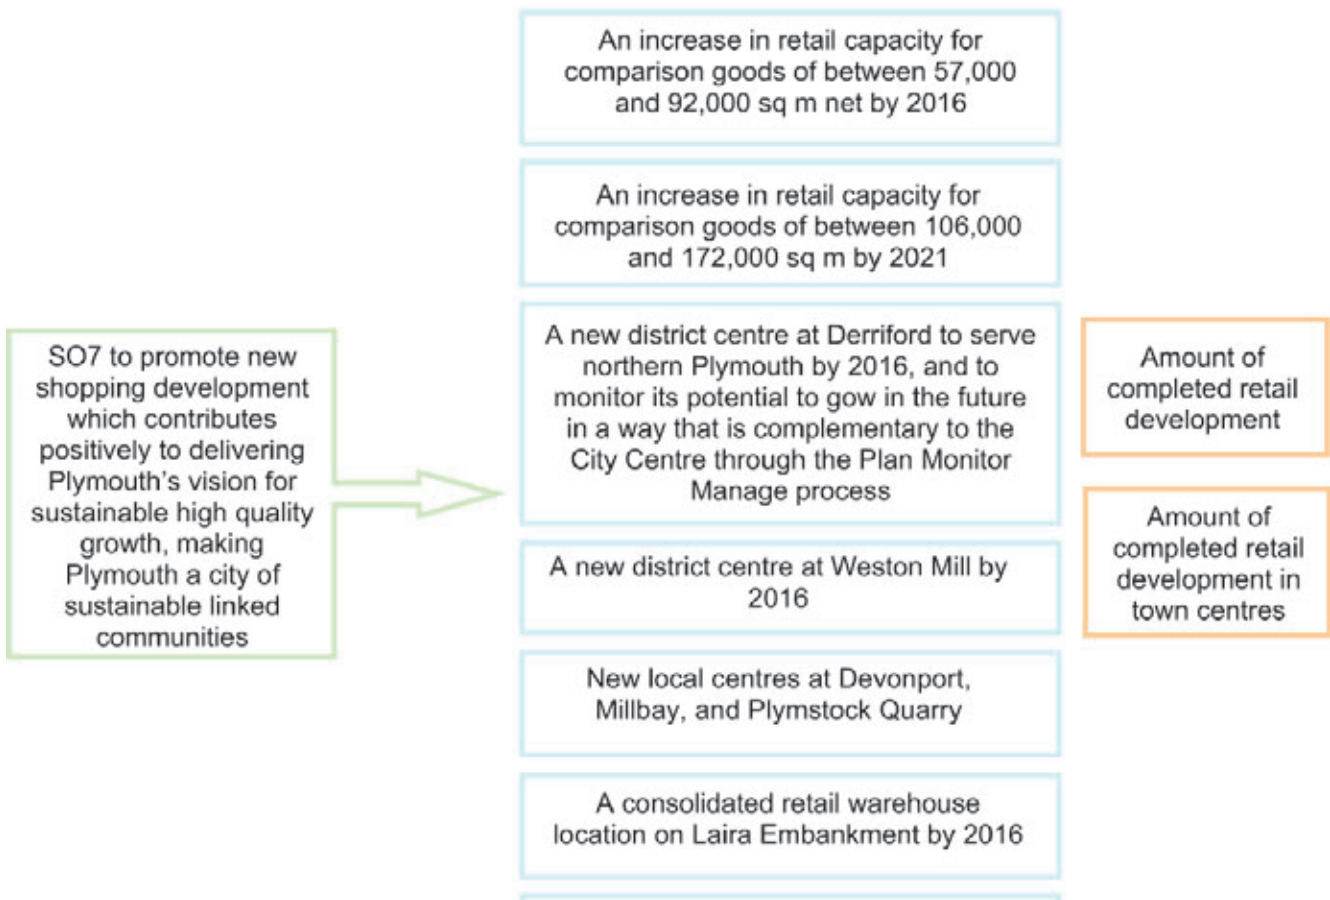 An increase in retail capacity for
comparison goods of between 57,000
and 92,000 sq m net by 2016
An increase in retail capacity for
comparison goods of between 106,000
and 172,000 sq m by 2021
SO7 to promote new
shopping development
which contributes
positively to delivering
Plymouth's vision for
sustainable high quality
growth, making
Plymouth a city of
sustainable linked
communities
A new district centre at Derriford to serve
northern Plymouth by 2016, and to
monitor its potential to gow in the future
in a way that is complementary to the
City Centre through the Plan Monitor
Manage process
A new district centre at Weston Mill by
2016
New local centres at Devonport,
Millbay, and Plymstock Quarry
A consolidated retail warehouse
location on Laira Embankment by 2016
Amount of
completed retail
development
Amount of
completed retail
development in
town centres